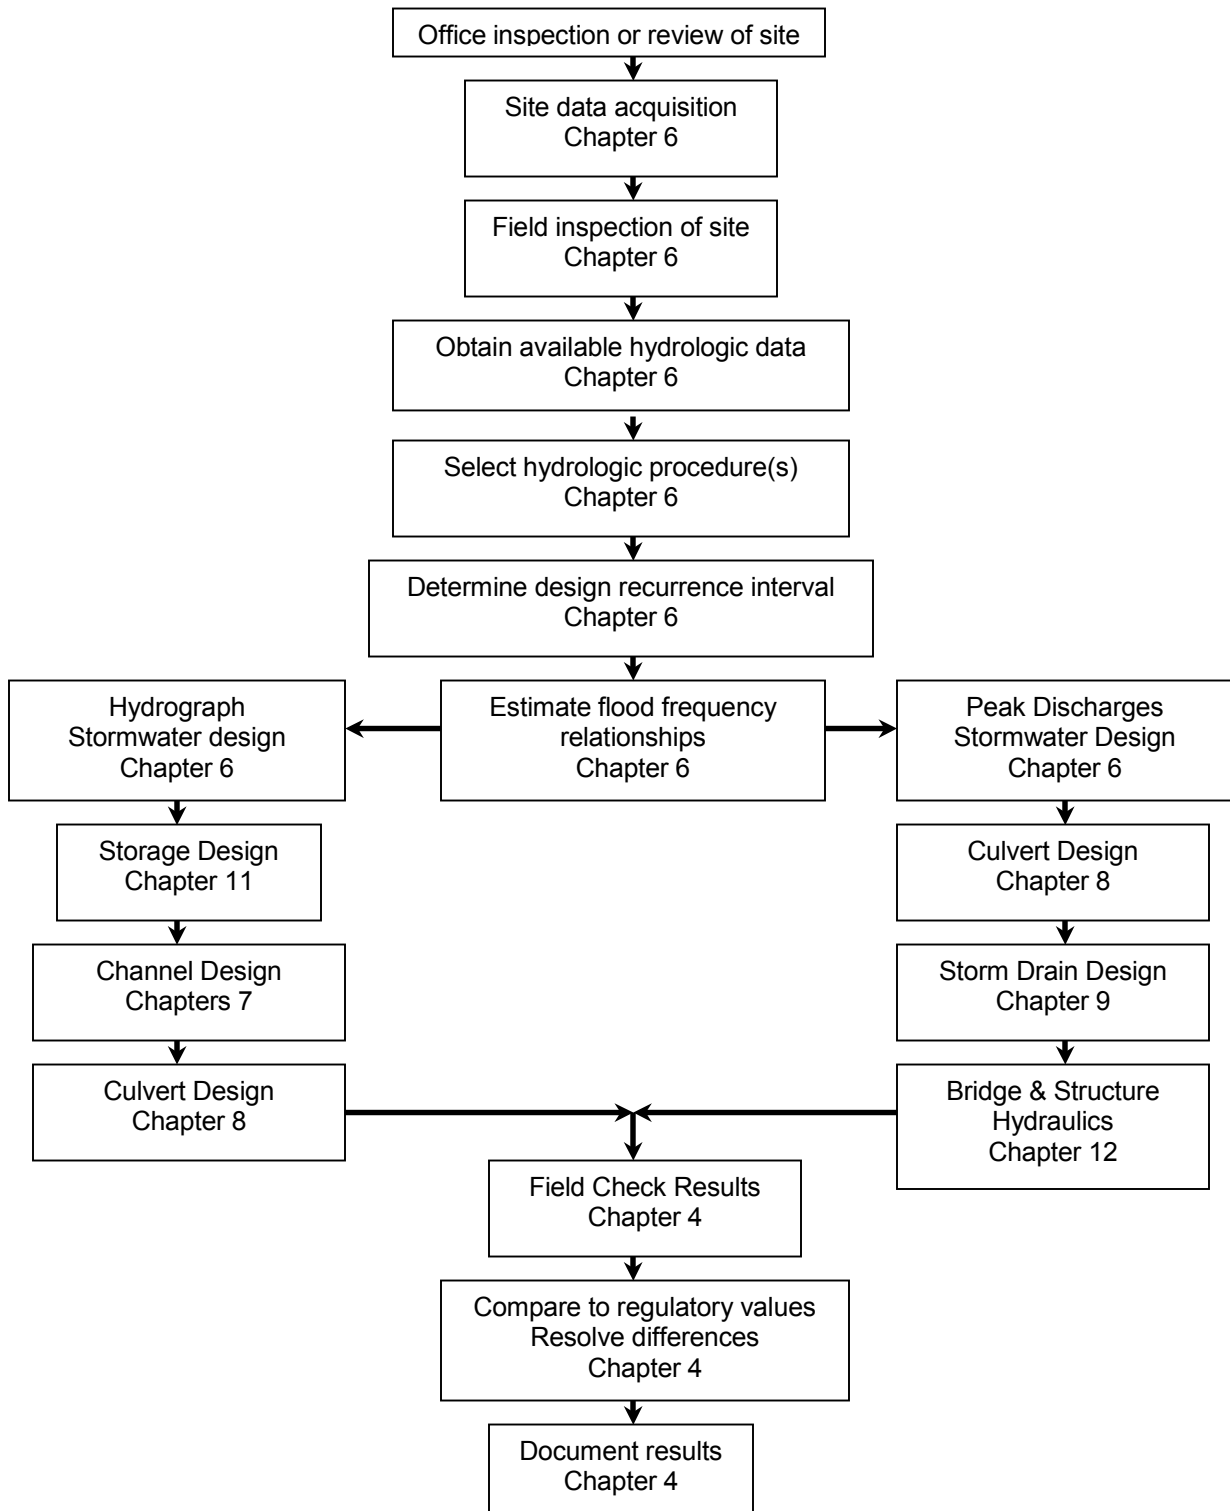 Office inspection or review of site
Site data acquisition
Chapter 6
Field inspection of site
Chapter 6
Obtain available hydrologic data
Chapter 6
Select hydrologic procedure(s)
Chapter 6
Determine design recurrence interval
Chapter 6
Estimate flood frequency
relationships
Chapter 6
Hydrograph
Stormwater design
Chapter 6
Storage Design
Chapter 11
Channel Design
Chapters 7
Culvert Design
Chapter 8
Peak Discharges
Stormwater Design
Chapter 6
Culvert Design
Chapter 8
Storm Drain Design
Chapter 9
Bridge & Structure
Hydraulics
Chapter 12
Field Check Results
Chapter 4
Compare to regulatory values
Resolve differences
Chapter 4
Document results
Chapter 4